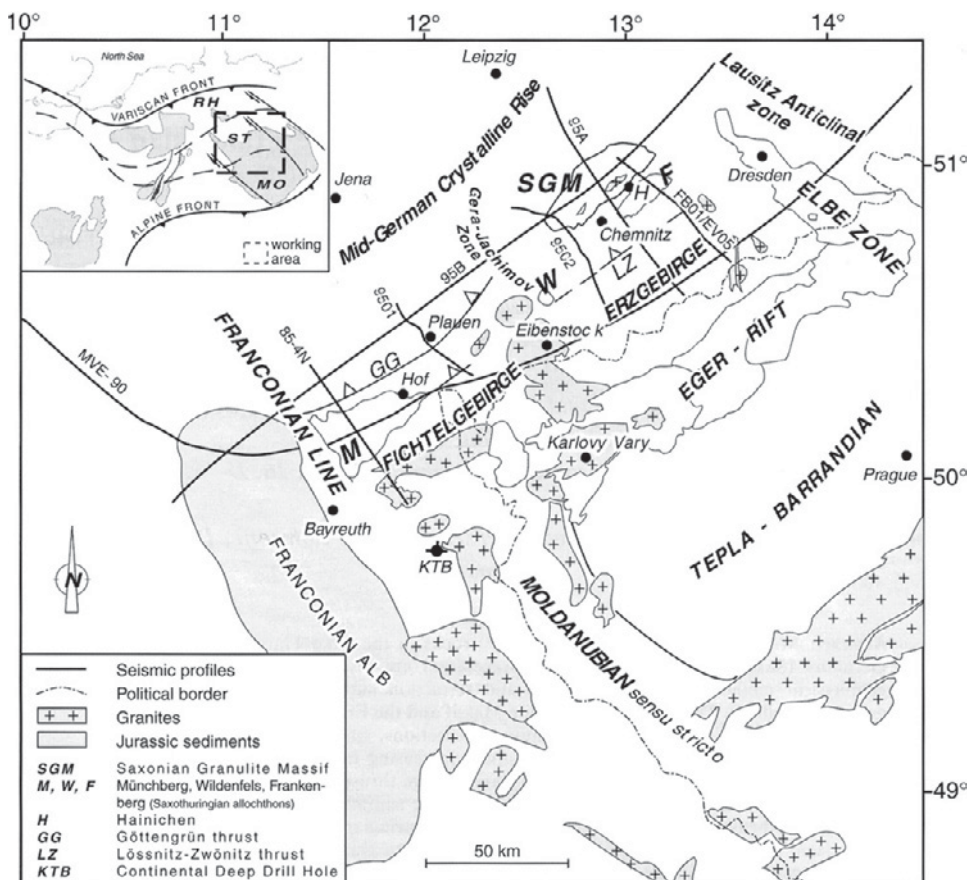 10°
11°
12°
13°
14°
North Sea
VARISCAN FRONT
RH
ST
MO
ALPINE FRONT
working
area
Leipzig
Jena
Mid-German Crystalline Rise
Gera-Jachimov
Zone
95A
SGM
H
F
Chemnitz
Dresden
Lausitz Anticlinal
zone
51°
ELBE ZONE
FB01/EV05
95C2
LZ
W
ERZGEBIRGE
95B
9501
Plauen
Eibenstock
GG
Hof
85-4N
MVE-90
FRANCONIAN LINE
M
FICHTELGEBIRGE
EGER - RIFT
Karlovy Vary
TEPLA - BARRANDIAN
Prague
50°
Bayreuth
KTB
N
FRANCONIAN ALB
MOLDANUBIAN sensu stricto
49°
50 km
Seismic profiles
Political border
Granites
Jurassic sediments
SGM Saxonian Granulite Massif
M, W, F Münchberg, Wildenfels, Franken-
berg (Saxothuringian allochthons)
H Hainichen
GG Göttengrün thrust
LZ Lössnitz-Zwönitz thrust
KTB Continental Deep Drill Hole